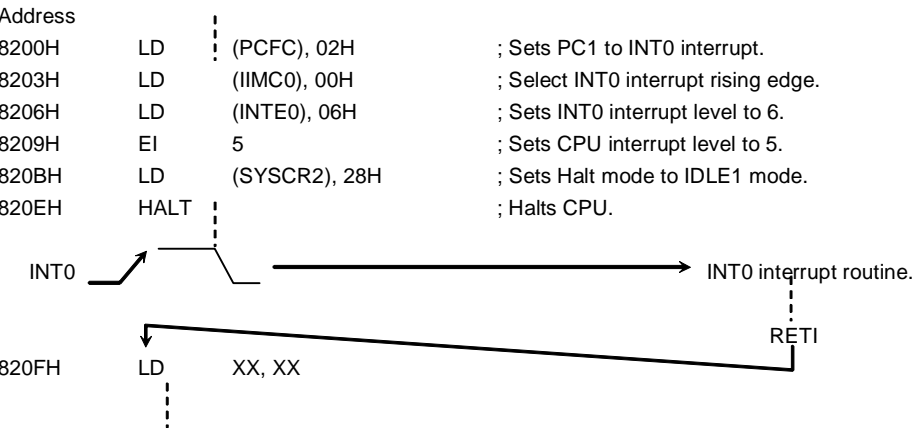 Address
8200H LD (PCFC), 02H ; Sets PC1 to INT0 interrupt.
8203H LD (IIMC0), 00H ; Select INT0 interrupt rising edge.
8206H LD (INTE0), 06H ; Sets INT0 interrupt level to 6.
8209H EI 5 ; Sets CPU interrupt level to 5.
820BH LD (SYSCR2), 28H ; Sets Halt mode to IDLE1 mode.
820EH HALT ; Halts CPU.
INT0 INT0 interrupt routine.
RETI
820FH LD XX, XX